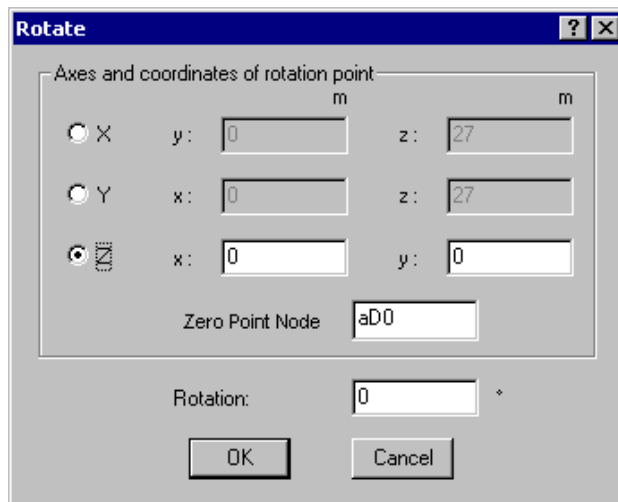 Rotate
Axes and coordinates of rotation point
m m
X y: 0 z: 27
Y x: 0 z: 27
Z x: 0 y: 0
Zero Point Node aD0
Rotation: 0 °
OK Cancel